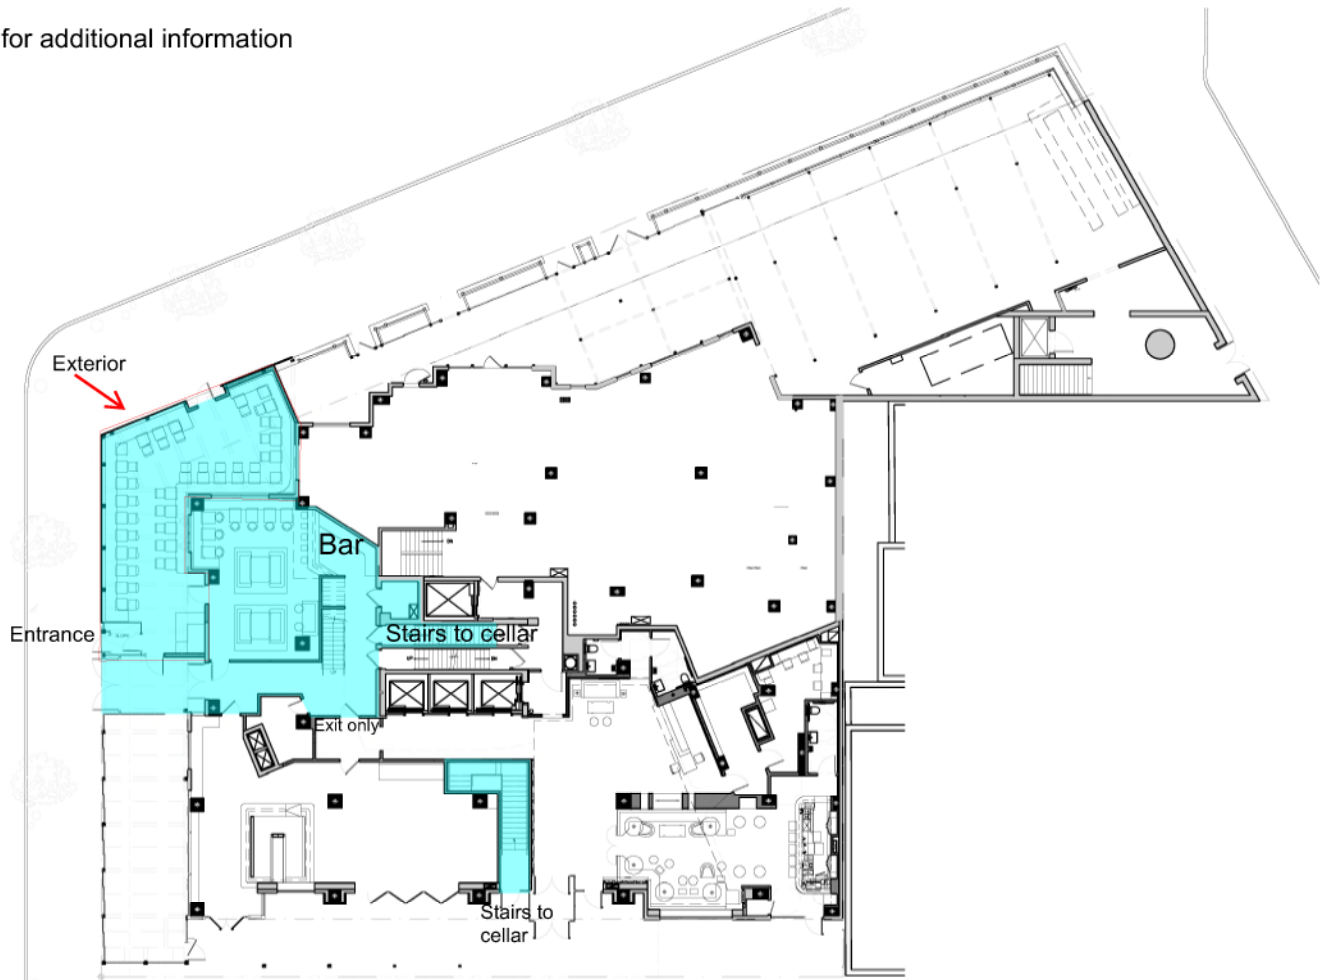 for additional information
Exterior
Bar
Entrance
Stairs to cellar
Exit only
Stairs to
cellar